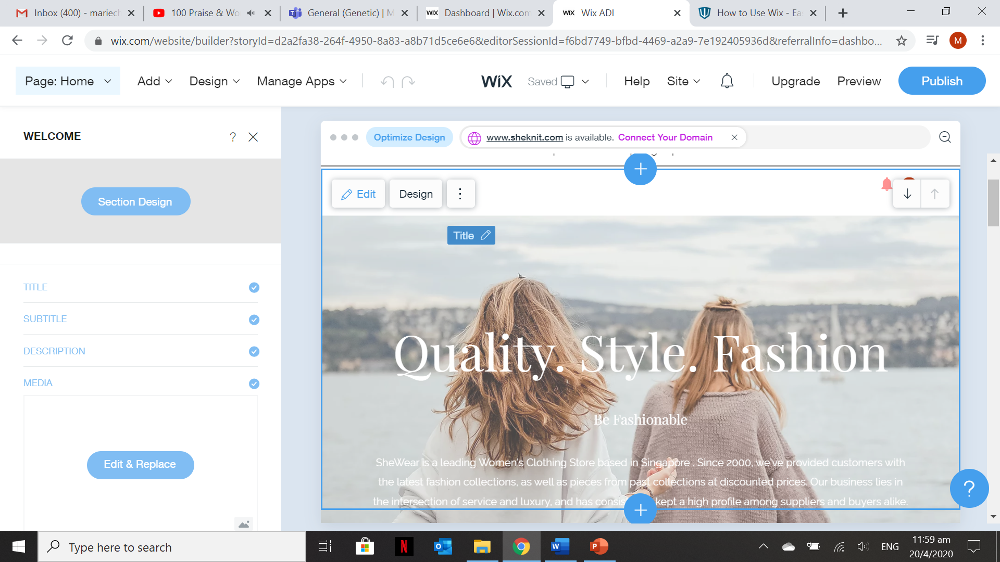 Inbox (400) - mariech
100 Praise & Wo
General (Genetic) | M
WIX Dashboard | Wix.com
WIX Wix ADI
How to Use Wix - Ea
wix.com/website/builder?storyId=d2a2fa38-264f-4950-8a83-a8b71d5ce6e6&editorSessionId=f6bd7749-bfbd-4469-a2a9-7e192405936d&referralInfo=dashbo...
M
Page: Home
Add
Design
Manage Apps
WiX
Saved
Help
Site
Upgrade
Preview
Publish
WELCOME
?
Section Design
TITLE
SUBTITLE
DESCRIPTION
MEDIA
Edit & Replace
Optimize Design
www.sheknit.com is available. Connect Your Domain
Edit
Design
Title
Quality. Style. Fashion
Be Fashionable
SheWear is a leading Women's Clothing Store based in Singapore . Since 2000, we've provided customers with
the latest fashion collections, as well as pieces from past collections at discounted prices. Our business lies in
the intersection of service and luxury, and has consis kept a high profile among suppliers and buyers alike.
?
Type here to search
ENG
11:59 am
20/4/2020